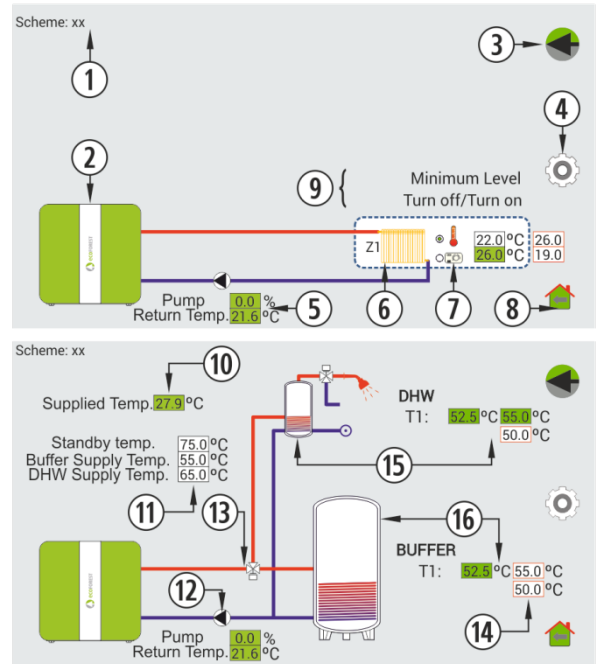 Scheme: xx
1
3
4
2
9
Minimum Level
Turn off/Turn on
Z1
22.0 °C 26.0
26.0 °C 19.0
Pump 0.0 %
Return Temp. 21.6 °C
5
6
7
8
Scheme: xx
10
Supplied Temp. 27.9 °C
DHW
T1: 52.5 °C 55.0 °C
50.0 °C
Standby temp. 75.0 °C
Buffer Supply Temp. 55.0 °C
DHW Supply Temp. 65.0 °C
15
11
13
16
BUFFER
T1: 52.5 °C 55.0 °C
50.0 °C
12
14
Pump 0.0 %
Return Temp. 21.6 °C